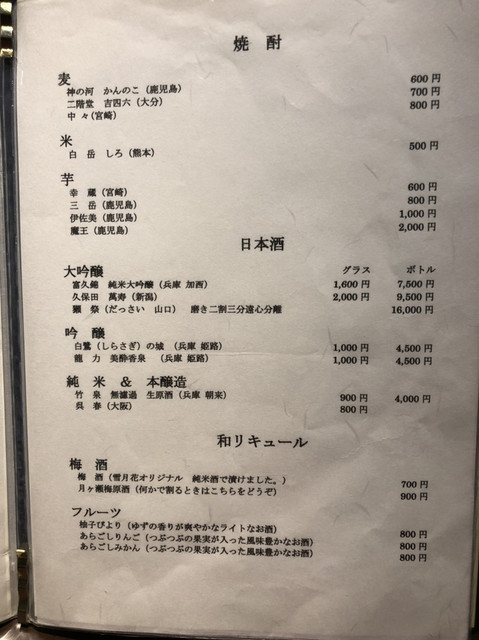 焼 酎
麦
神の河 かんのこ（鹿児島） 600 円
二階堂 吉四六（大分） 700 円
中 々（宮崎） 800 円
米
白 岳 しろ（熊本） 500 円
芋
幸 蔵（宮崎） 600 円
三 岳（鹿児島） 800 円
伊佐美（鹿児島） 1,000 円
魔王（鹿児島） 2,000 円
日本酒
大吟醸 グラス ボトル
富久錦 純米大吟醸（兵庫 加西） 1,600 円 7,500 円
久保田 萬寿（新潟） 2,000 円 9,500 円
獺 祭（だっさい 山口） 磨き二割三分遠心分離 16,000 円
吟 醸
白鷺（しらさぎ）の城 （兵庫 姫路） 1,000 円 4,500 円
龍 力 美酔香泉 （兵庫 姫路） 1,000 円 4,500 円
純 米 ＆ 本醸造
竹 泉 無濾過 生原酒（兵庫 朝来） 900 円 4,000 円
呉 春（大阪） 800 円
和リキュール
梅 酒
梅 酒（雪月花オリジナル 純米酒で漬けました。） 700 円
月ヶ瀬梅原酒（何かで割るときはこちらをどうぞ） 900 円
フルーツ
柚子びより（ゆずの香りが爽やかなライトなお酒） 800 円
あらごしりんご（つぶつぶの果実が入った風味豊かなお酒） 800 円
あらごしみかん（つぶつぶの果実が入った風味豊かなお酒） 800 円